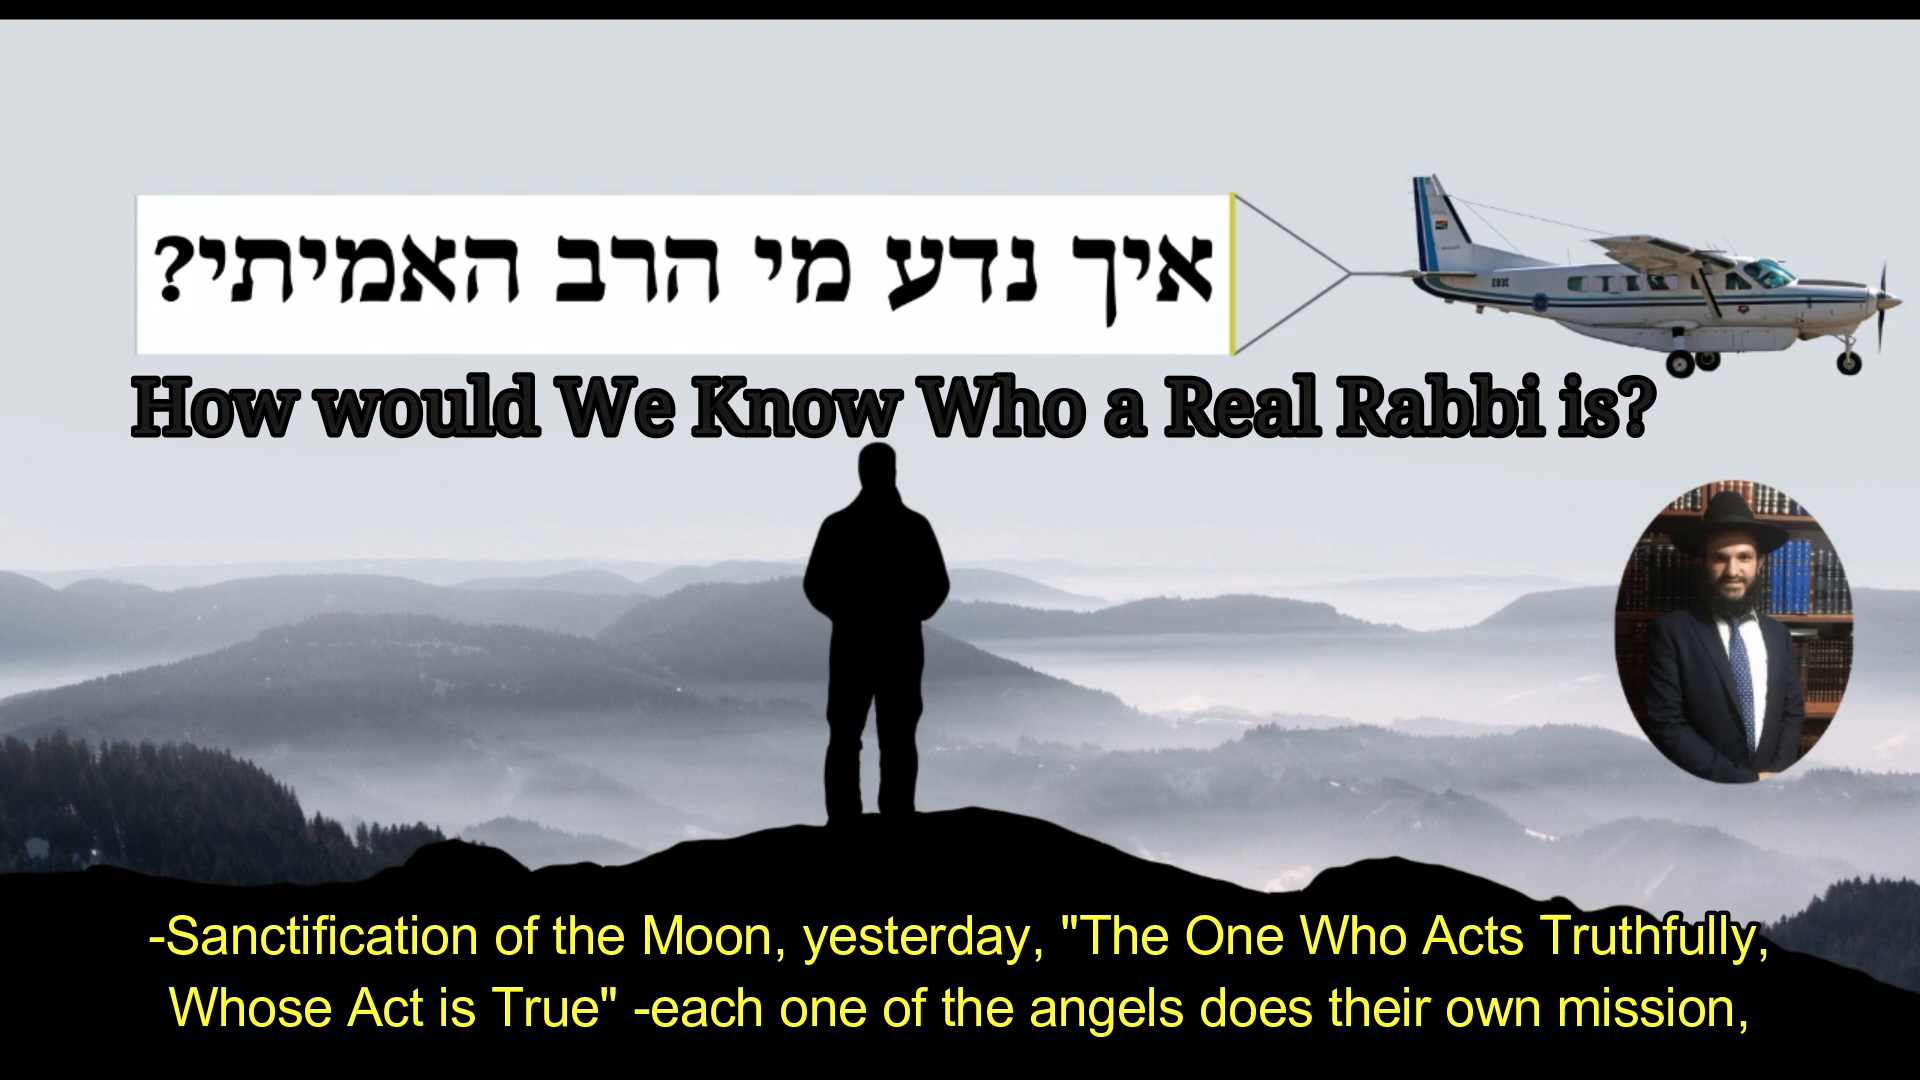 איך נדע מי הרב האמיתי?
How would We Know Who a Real Rabbi is?
-Sanctification of the Moon, yesterday, "The One Who Acts Truthfully,
Whose Act is True" -each one of the angels does their own mission,